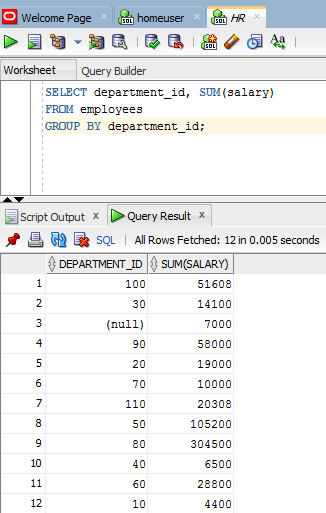 Welcome Page homeuser HR
Worksheet Query Builder
SELECT department_id, SUM(salary)
FROM employees
GROUP BY department_id;
Script Output Query Result
SQL All Rows Fetched: 12 in 0.005 seconds
DEPARTMENT_ID SUM(SALARY)
1 100 51608
2 30 14100
3 (null) 7000
4 90 58000
5 20 19000
6 70 10000
7 110 20308
8 50 105200
9 80 304500
10 40 6500
11 60 28800
12 10 4400